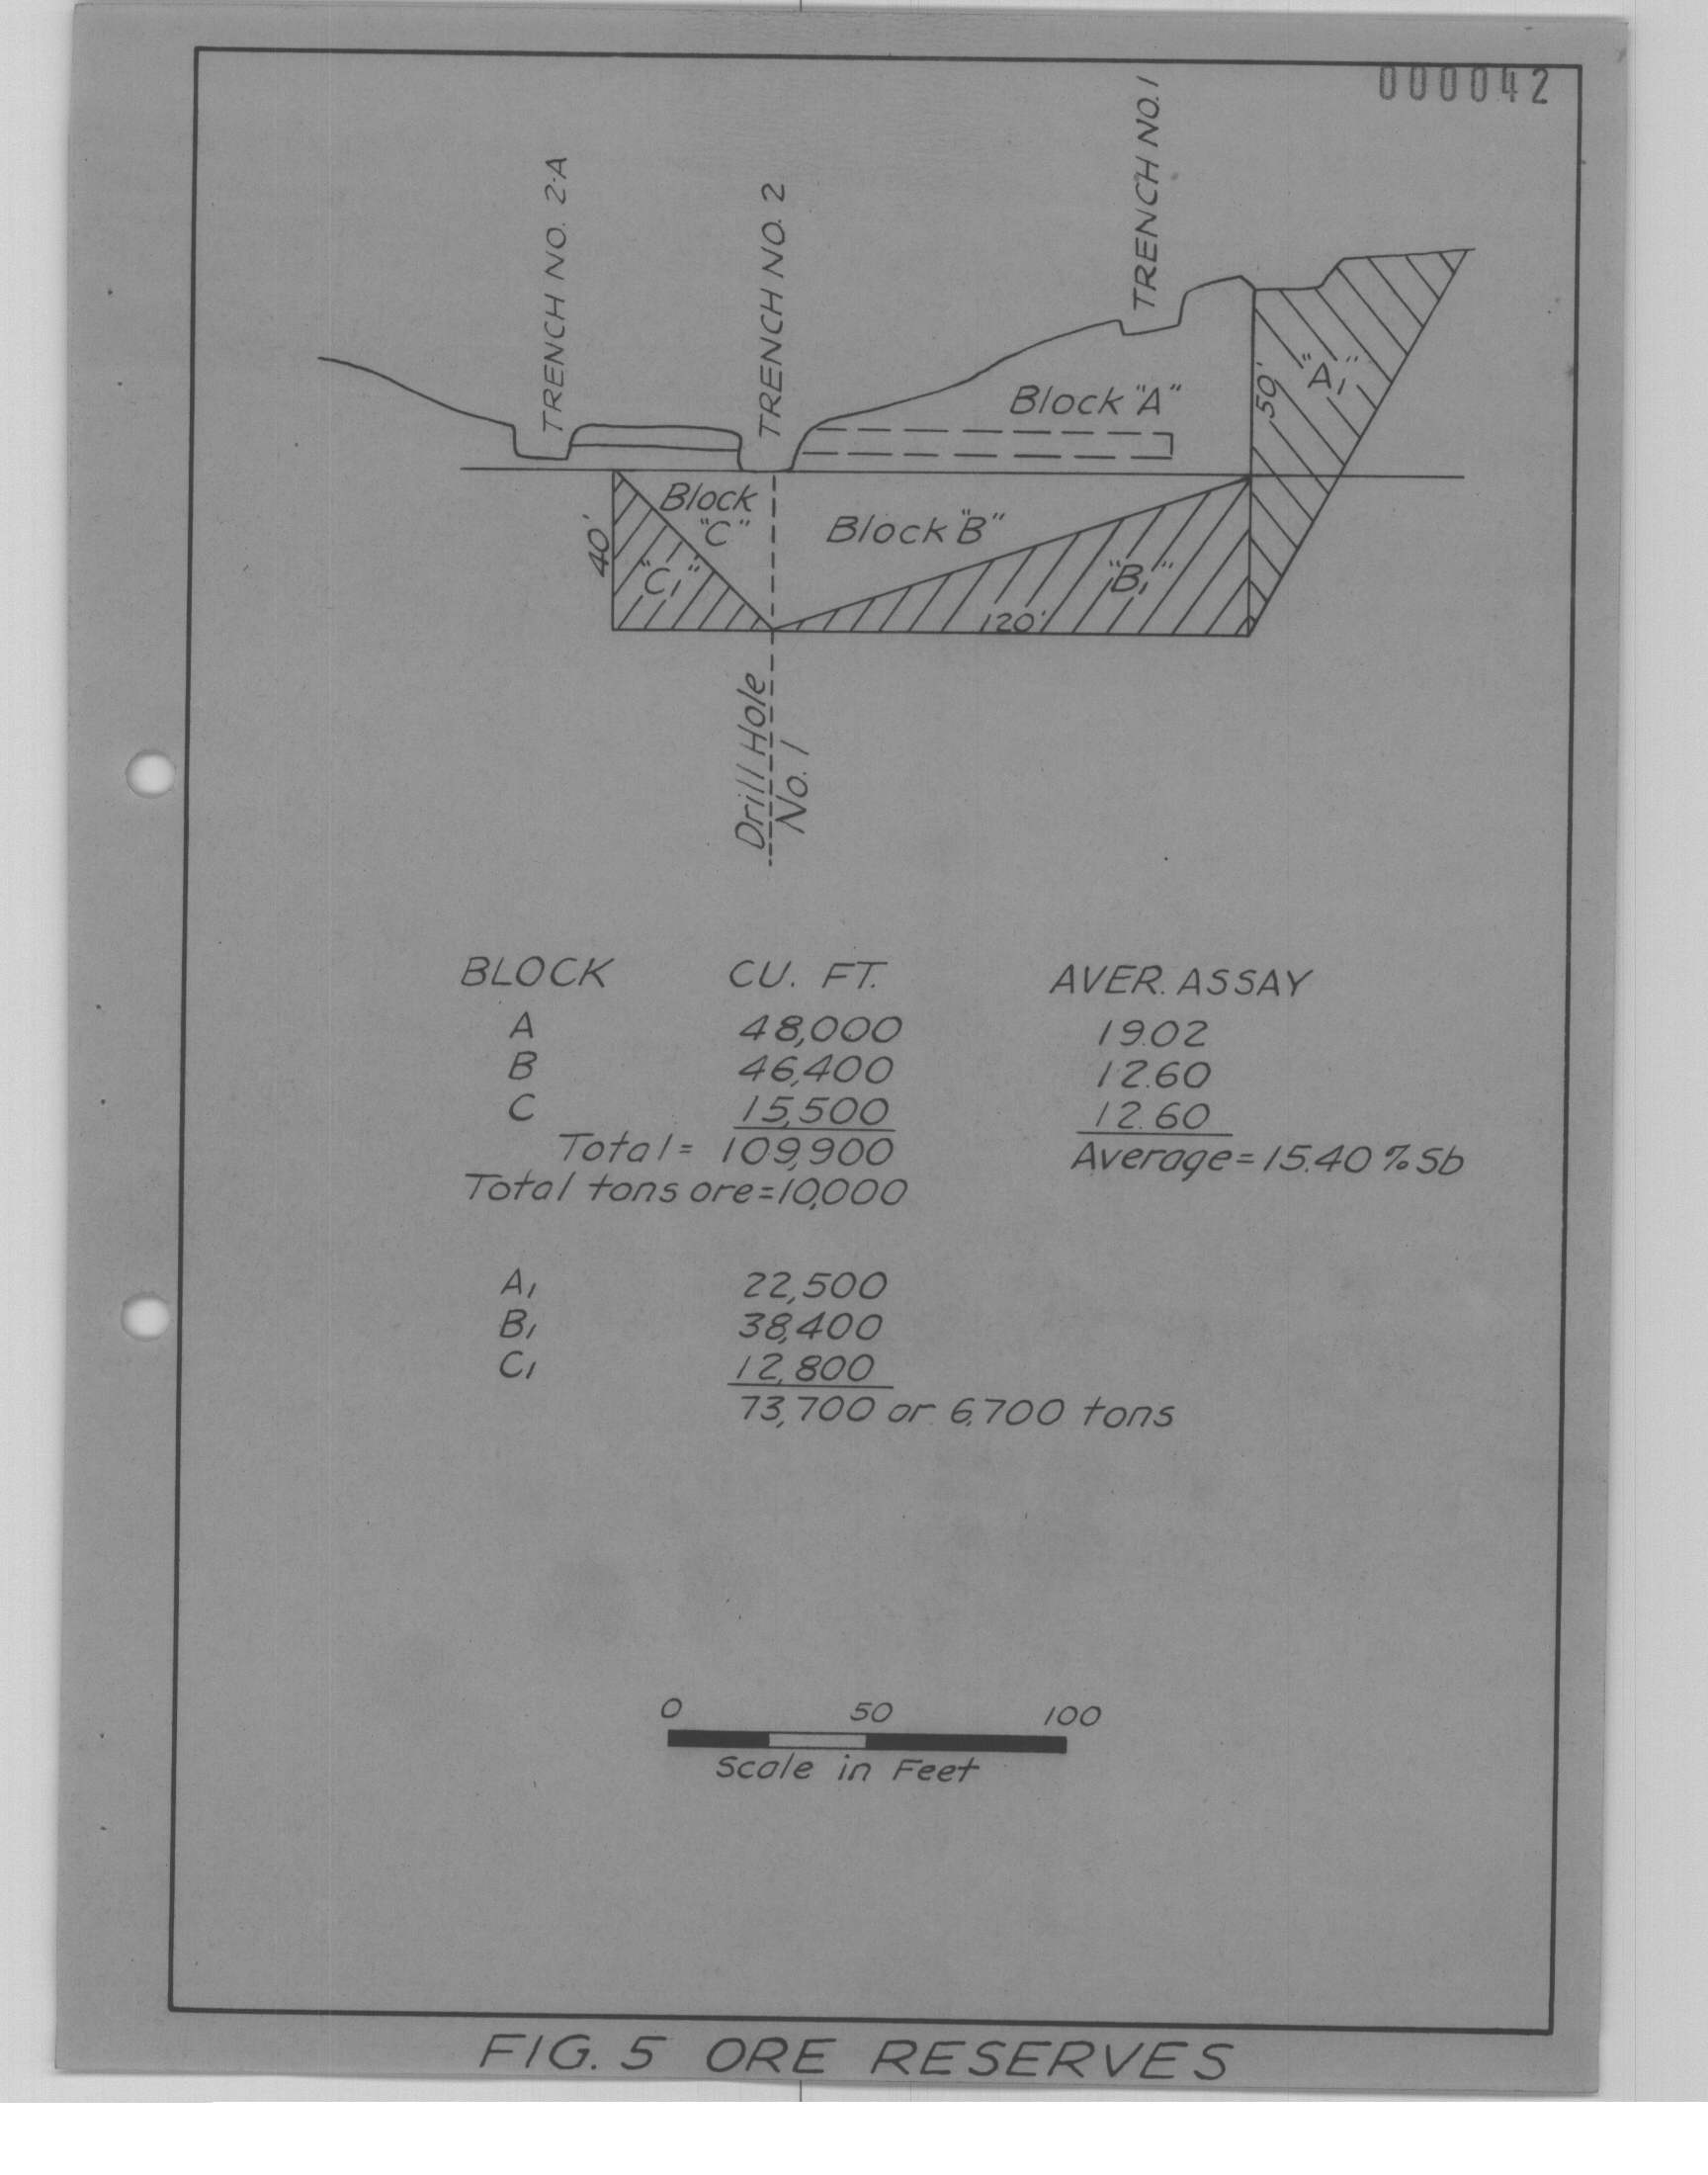 000042
TRENCH NO. 2-A
TRENCH NO. 2
TRENCH NO. 1
Block "A"
"A₁"
50'
Block
"C"
Block "B"
40'
"C₁"
"B₁"
120'
Drill Hole
No. 1
BLOCK CU. FT. AVER. ASSAY
A 48,000 19.02
B 46,400 12.60
C 15,500 12.60
Total = 109,900 Average = 15.40 % Sb
Total tons ore = 10,000
A₁ 22,500
B₁ 38,400
C₁ 12,800
73,700 or 6,700 tons
0 50 100
Scale in Feet
FIG. 5 ORE RESERVES